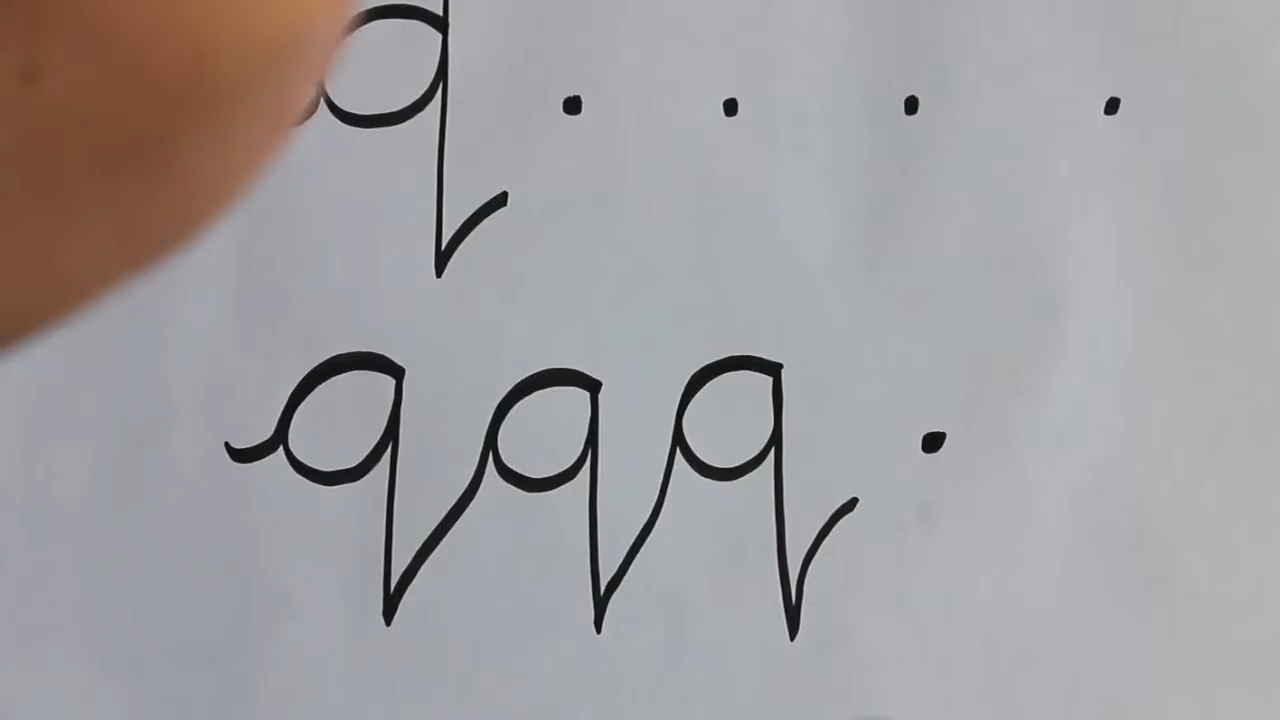 q . . . .
qqq .